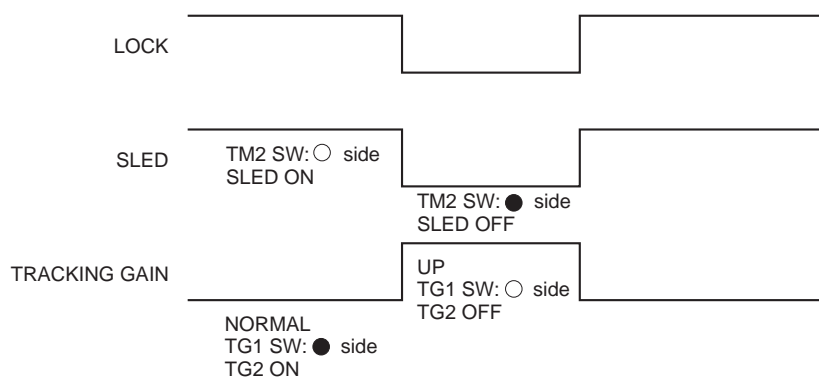 LOCK
SLED
TM2 SW: ○ side
SLED ON
TM2 SW: ● side
SLED OFF
TRACKING GAIN
UP
TG1 SW: ○ side
TG2 OFF
NORMAL
TG1 SW: ● side
TG2 ON